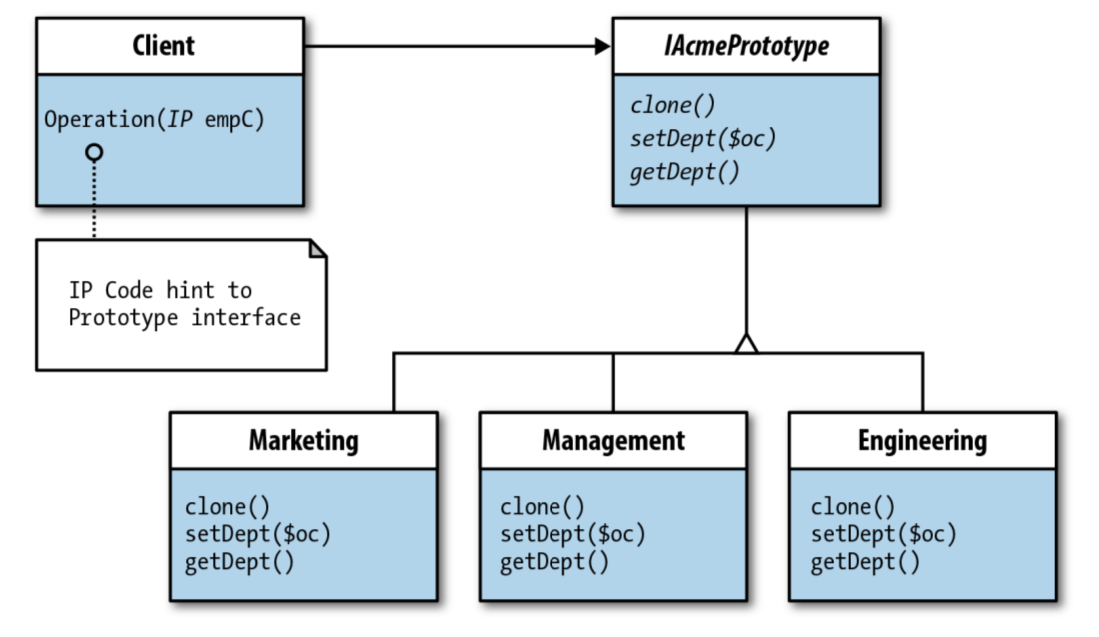 Client
Operation(IP empC)
IP Code hint to
Prototype interface
IAcmePrototype
clone()
setDept($oc)
getDept()
Marketing
clone()
setDept($oc)
getDept()
Management
clone()
setDept($oc)
getDept()
Engineering
clone()
setDept($oc)
getDept()